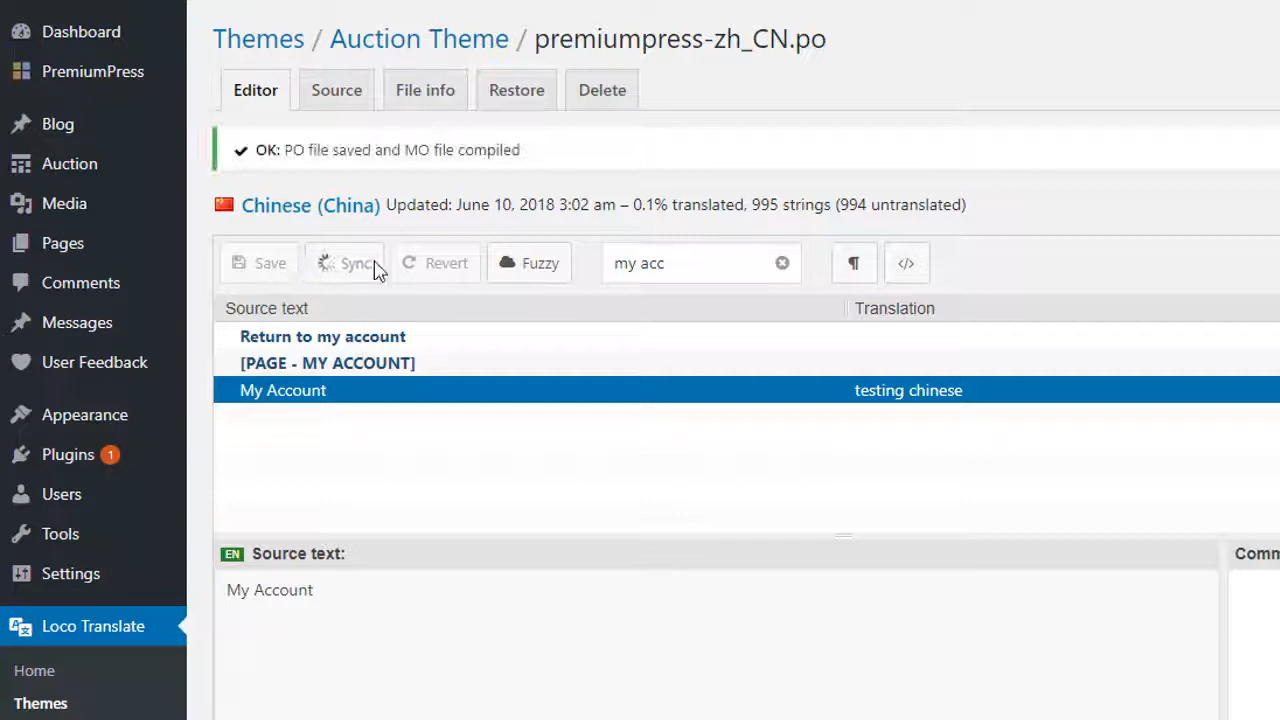 Dashboard
PremiumPress
Blog
Auction
Media
Pages
Comments
Messages
User Feedback
Appearance
Plugins 1
Users
Tools
Settings
Loco Translate
Home
Themes
Themes / Auction Theme / premiumpress-zh_CN.po
Editor Source File info Restore Delete
OK: PO file saved and MO file compiled
Chinese (China) Updated: June 10, 2018 3:02 am – 0.1% translated, 995 strings (994 untranslated)
Save Sync Revert Fuzzy my acc ¶ </>
Source text Translation
Return to my account
[PAGE - MY ACCOUNT]
My Account testing chinese
EN Source text:
My Account